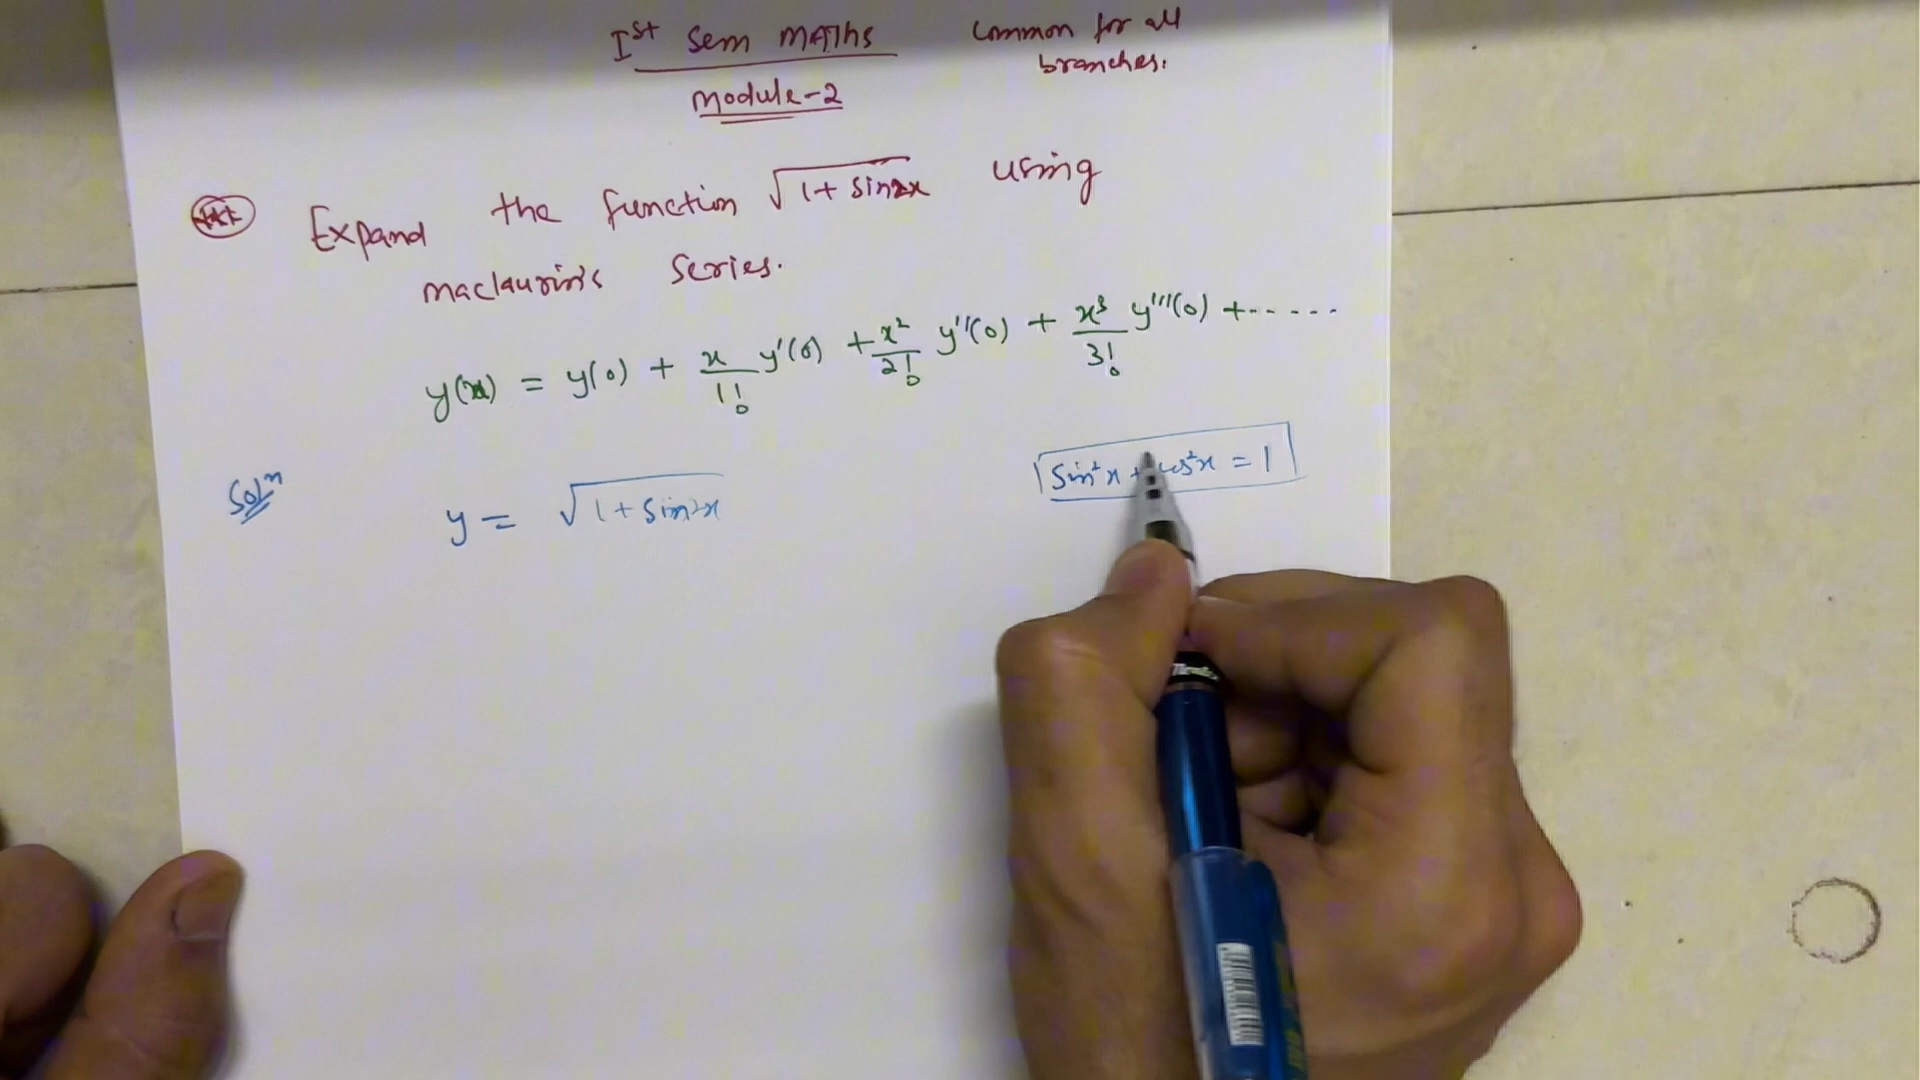 Ist Sem MAThs
Common for all
branches.
Module-2
Expand the function √1+sin2x using
maclaurin's series.
y(x) = y(0) + x/1! y'(0) + x²/2! y''(0) + x³/3! y'''(0) + ......
Solⁿ
y = √1+sin2x
sin²x + cos²x = 1